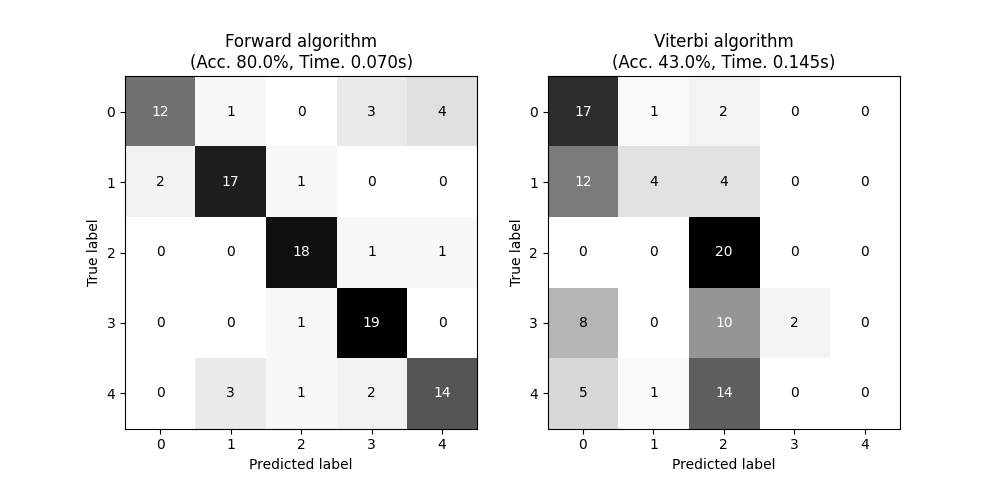 Forward algorithm
(Acc. 80.0%, Time. 0.070s)
0 12 1 0 3 4
1 2 17 1 0 0
2 0 0 18 1 1
3 0 0 1 19 0
4 0 3 1 2 14
0 1 2 3 4
True label
Predicted label
Viterbi algorithm
(Acc. 43.0%, Time. 0.145s)
0 17 1 2 0 0
1 12 4 4 0 0
2 0 0 20 0 0
3 8 0 10 2 0
4 5 1 14 0 0
0 1 2 3 4
True label
Predicted label